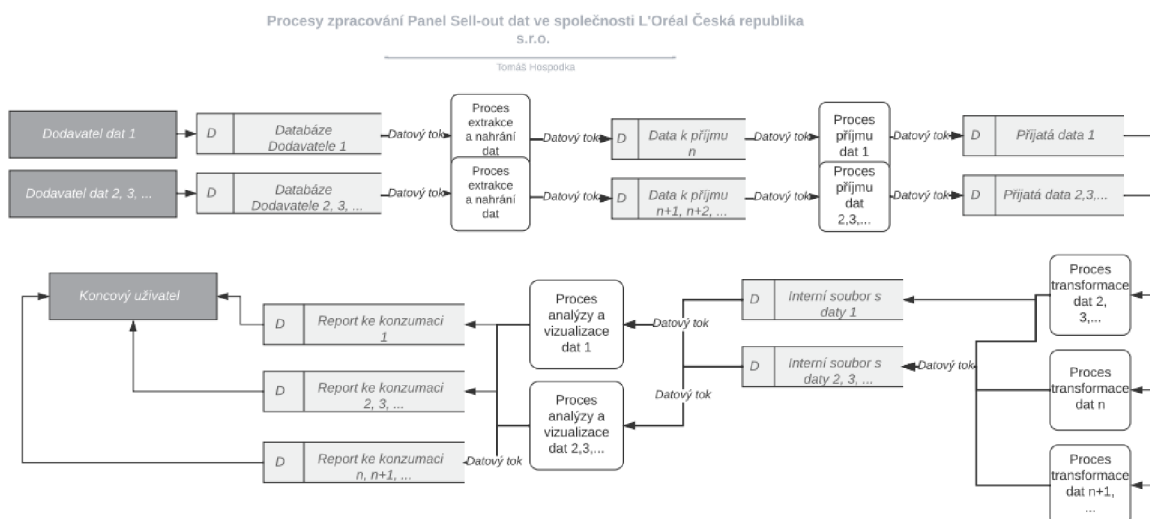 Procesy zpracování Panel Sell-out dat ve společnosti L'Oréal Česká republika
s.r.o.
Tomáš Hospodka
Dodavatel dat 1
D
Databáze
Dodavatele 1
Datový tok
Proces
extrakce
a nahrání
dat
Datový tok
D
Data k příjmu
n
Datový tok
Proces
příjmu
dat 1
Datový tok
D
Přijatá data 1
Dodavatel dat 2, 3, ...
D
Databáze
Dodavatele 2, 3, ...
Datový tok
Proces
extrakce
a nahrání
dat
Datový tok
D
Data k příjmu
n+1, n+2, ...
Datový tok
Proces
příjmu
dat
2,3,...
Datový tok
D
Přijatá data 2,3,...
Koncový uživatel
D
Report ke konzumaci
1
Proces
analýzy a
vizualizace
dat 1
Datový tok
D
Interní soubor s
daty 1
Proces
transformace
dat 2,
3,...
D
Report ke konzumaci
2, 3, ...
Proces
analýzy a
vizualizace
dat 2,3,...
Datový tok
D
Interní soubor s
daty 2, 3, ...
Datový tok
Proces
transformace
dat n
D
Report ke konzumaci
n, n+1, ...
Datový tok
Proces
transformace
dat n+1,
...